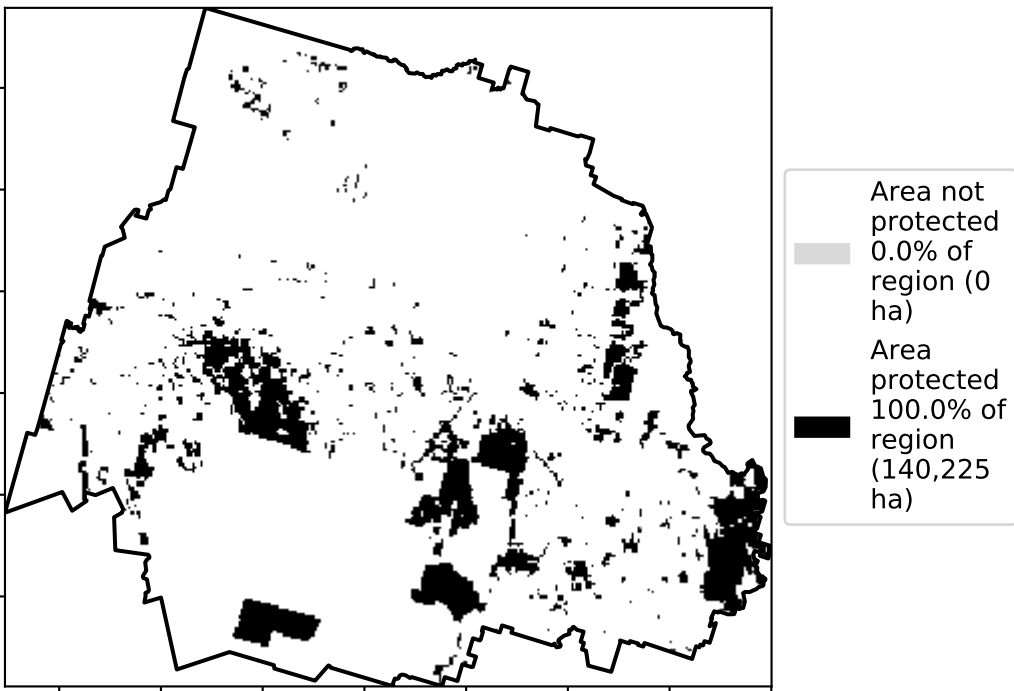 Area not
protected
0.0% of
region (0
ha)
Area
protected
100.0% of
region
(140,225
ha)